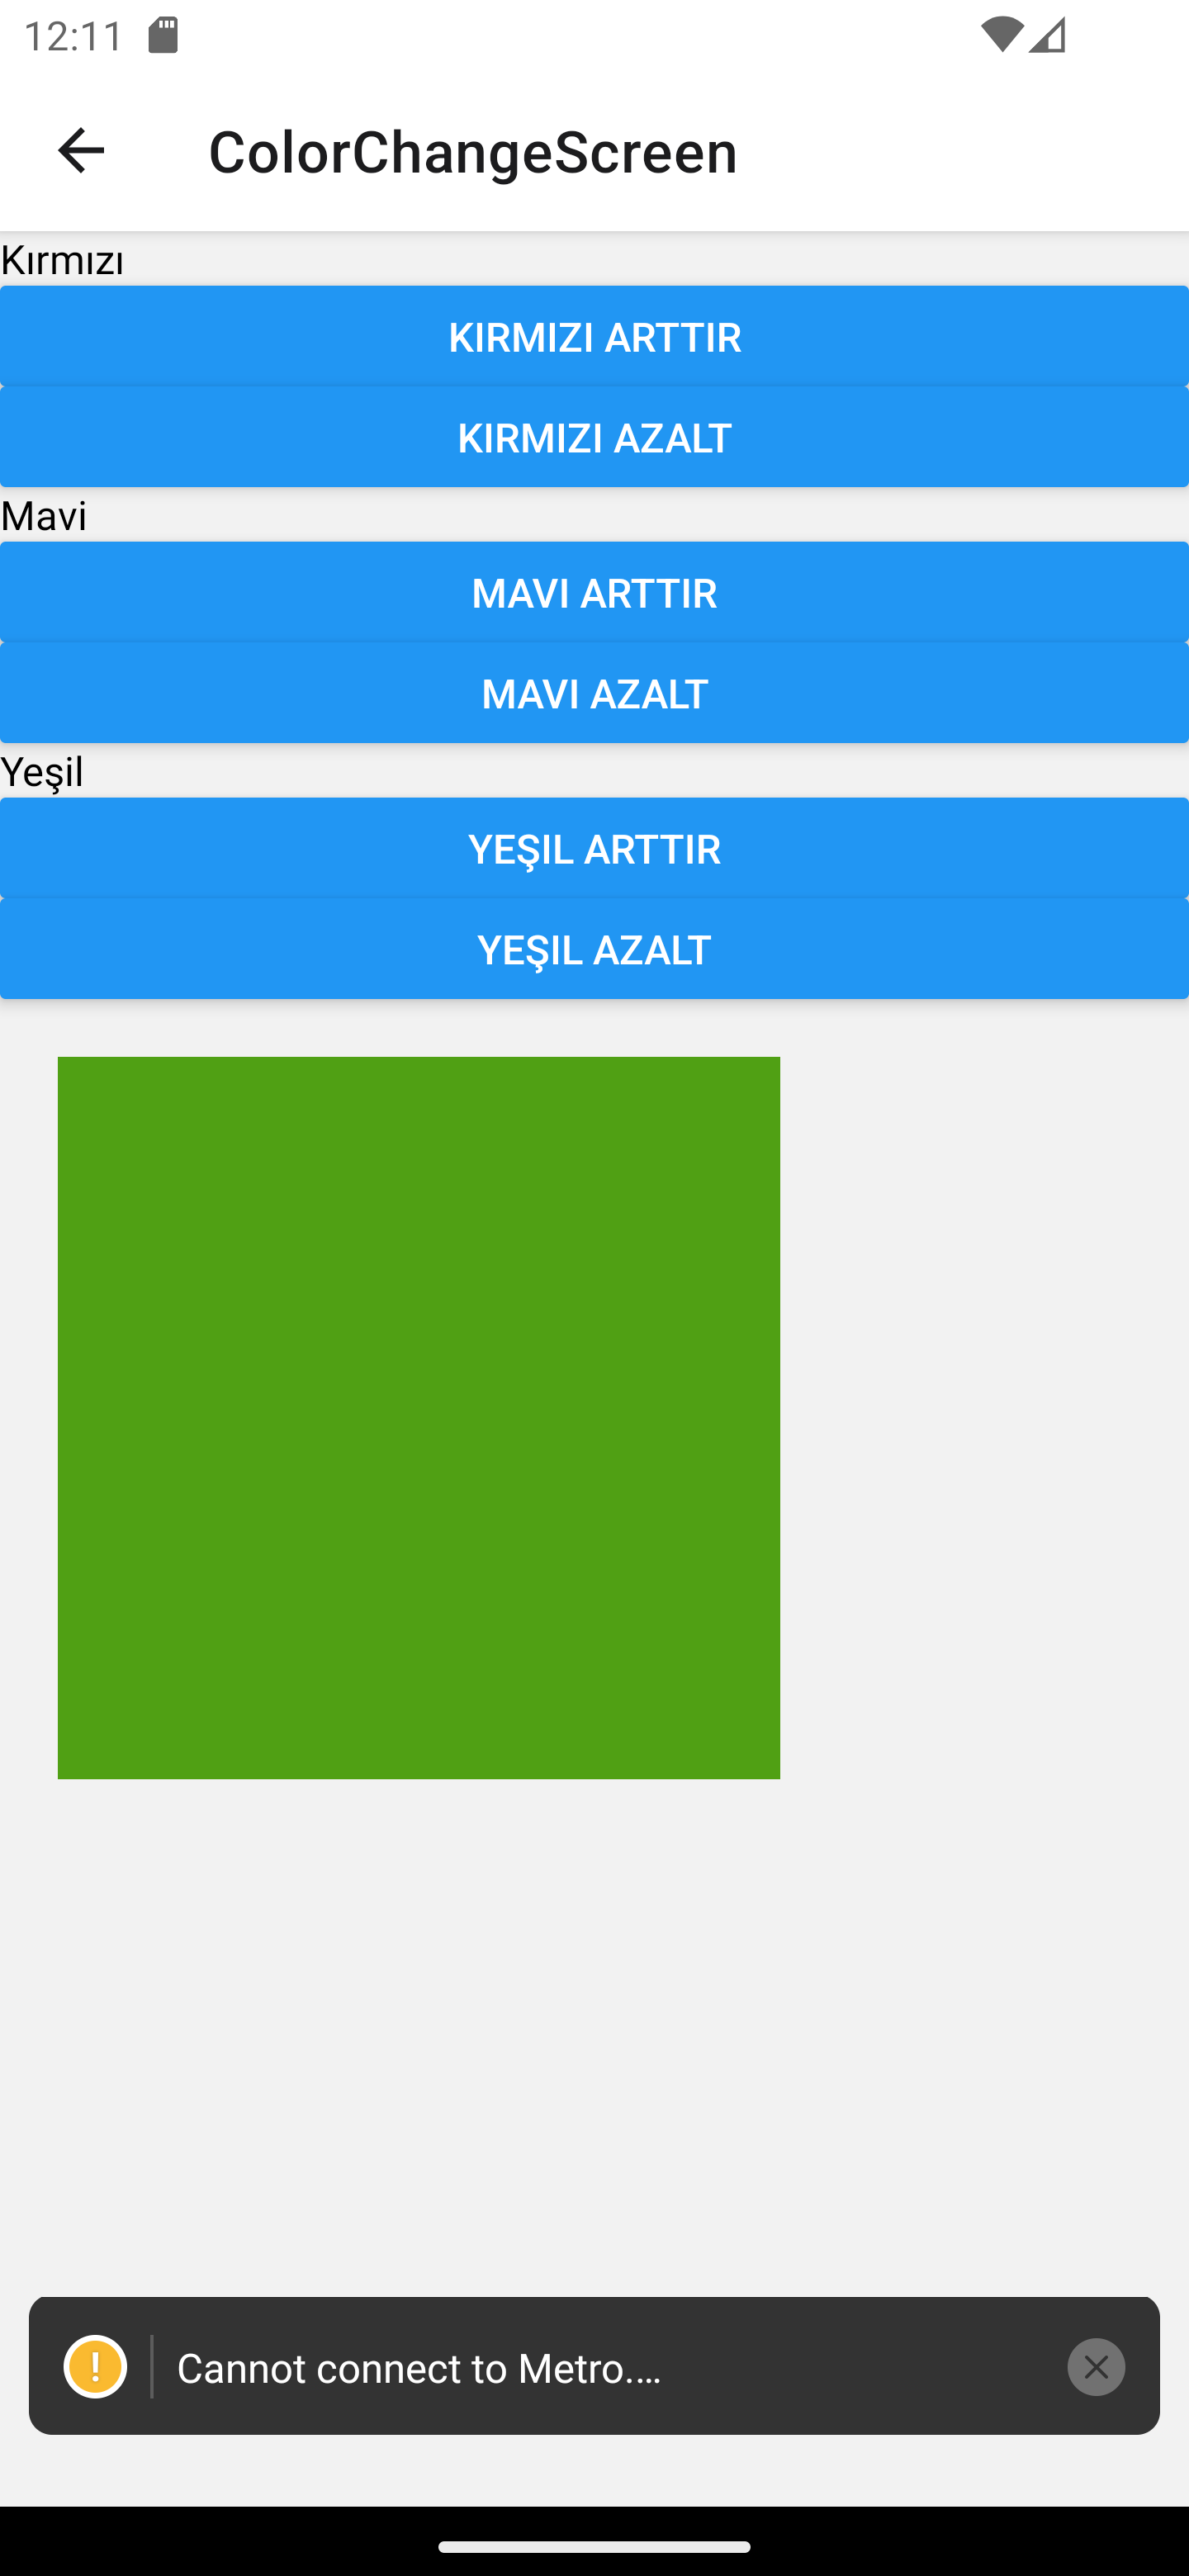 12:11
ColorChangeScreen
Kırmızı
KIRMIZI ARTTIR
KIRMIZI AZALT
Mavi
MAVI ARTTIR
MAVI AZALT
Yeşil
YEŞIL ARTTIR
YEŞIL AZALT
Cannot connect to Metro....